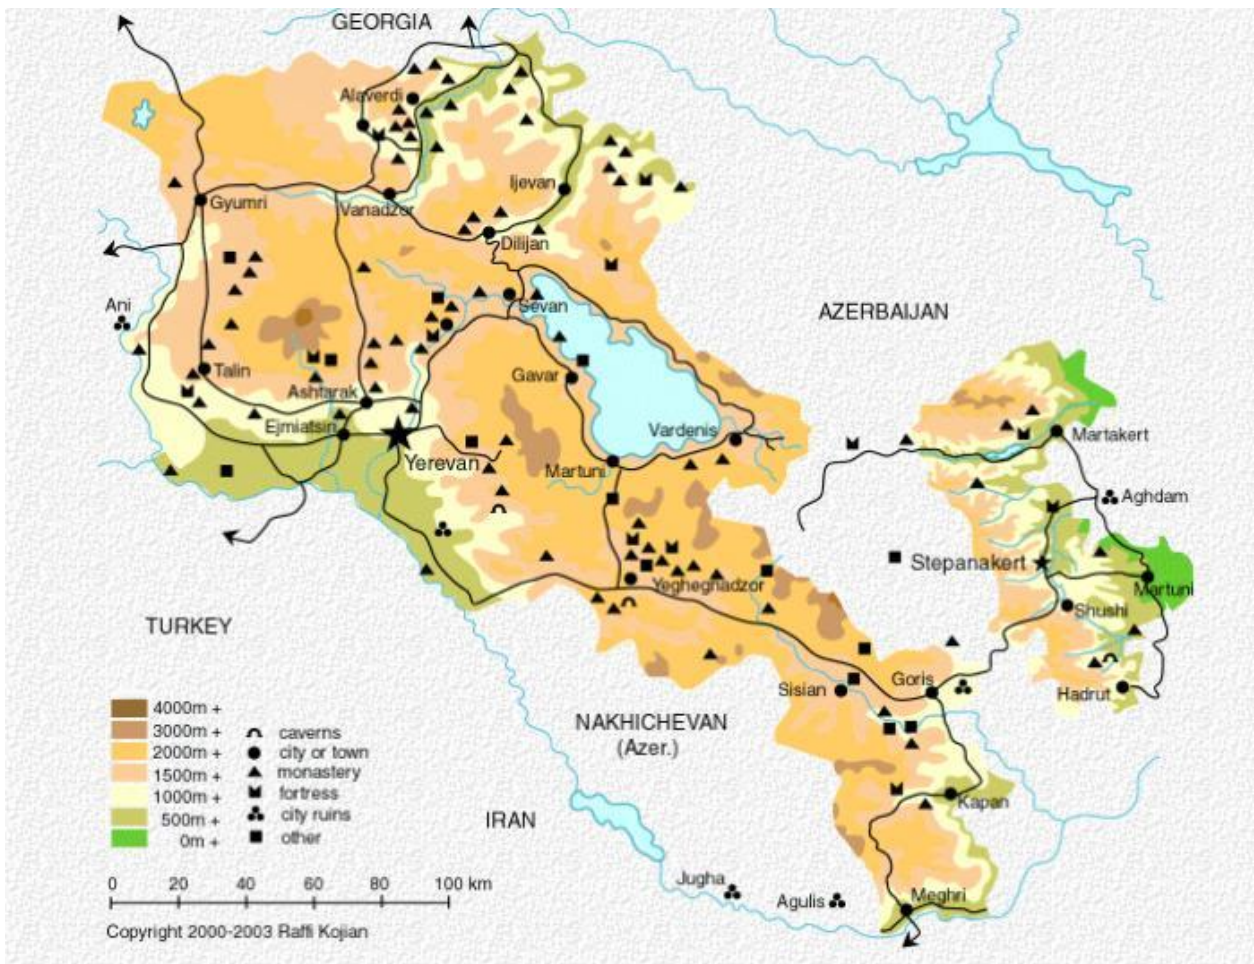 GEORGIA
Alaverdi
Ijevan
Gyumri
Vanadzor
Dilijan
Ani
Sevan
AZERBAIJAN
Talin
Gavar
Ashtarak
Ejmiatsin
Vardenis
Martakert
Yerevan
Martuni
Aghdam
Stepanakert
Yeghegnadzor
Martuni
Shushi
TURKEY
Sisian
Goris
Hadrut
NAKHICHEVAN
(Azer.)
4000m +
3000m +
2000m +
1500m +
1000m +
500m +
0m +
caverns
city or town
monastery
fortress
city ruins
other
IRAN
Kapan
Jugha
Agulis
Meghri
0 20 40 60 80 100 km
Copyright 2000-2003 Raffi Kojian